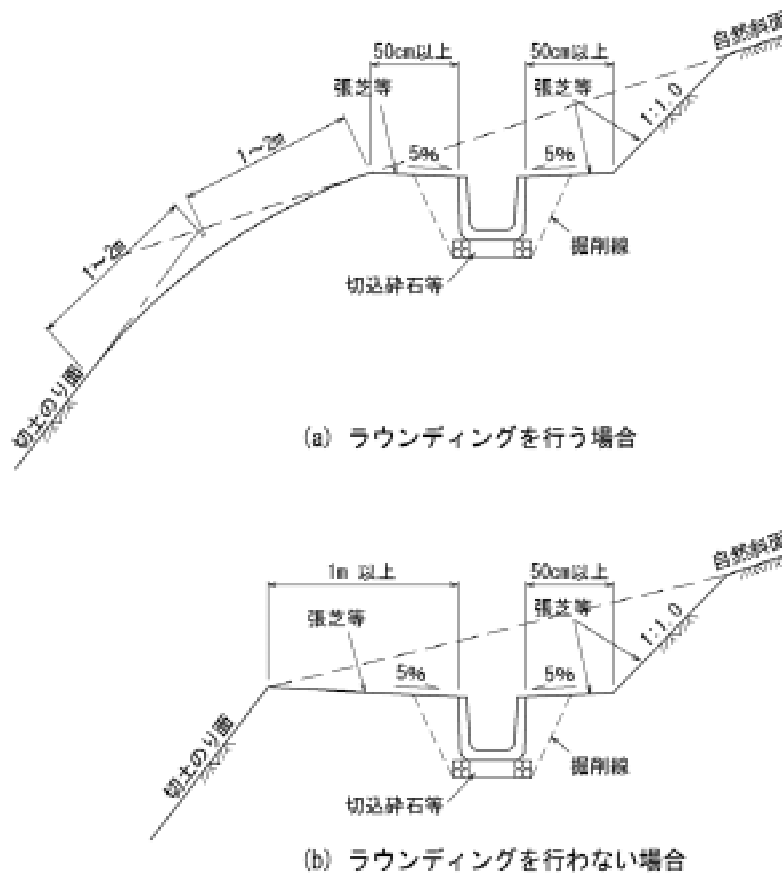 自然斜面
50cm以上
50cm以上
張芝等
張芝等
1:1.0
1～2m
5%
5%
1～2m
掘削線
切込砕石等
切土のり面
(a) ラウンディングを行う場合
自然斜面
1m 以上
50cm以上
張芝等
張芝等
1:1.0
5%
5%
切土のり面
掘削線
切込砕石等
(b) ラウンディングを行わない場合